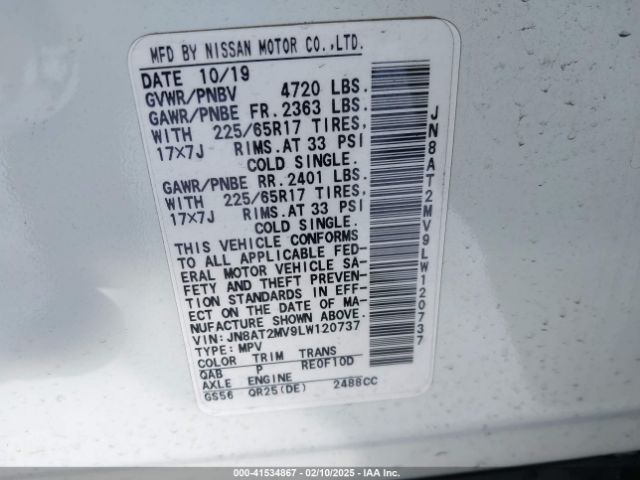 MFD BY NISSAN MOTOR CO.,LTD.
DATE 10/19
GVWR/PNBV 4720 LBS.
GAWR/PNBE FR.2363 LBS.
WITH 225/65R17 TIRES,
17X7J RIMS.AT 33 PSI
COLD SINGLE.
GAWR/PNBE RR.2401 LBS.
WITH 225/65R17 TIRES,
17X7J RIMS.AT 33 PSI
COLD SINGLE.
THIS VEHICLE CONFORMS
TO ALL APPLICABLE FED-
ERAL MOTOR VEHICLE SA-
FETY AND THEFT PREVEN-
TION STANDARDS IN EFF-
ECT ON THE DATE OF MA-
NUFACTURE SHOWN ABOVE.
VIN: JN8AT2MV9LW120737
TYPE: MPV
COLOR TRIM TRANS
QAB P RE0F10D
AXLE ENGINE
GS56 QR25(DE) 2488CC
JN8AT2MV9LW120737
000-41534867 - 02/10/2025 - IAA Inc.